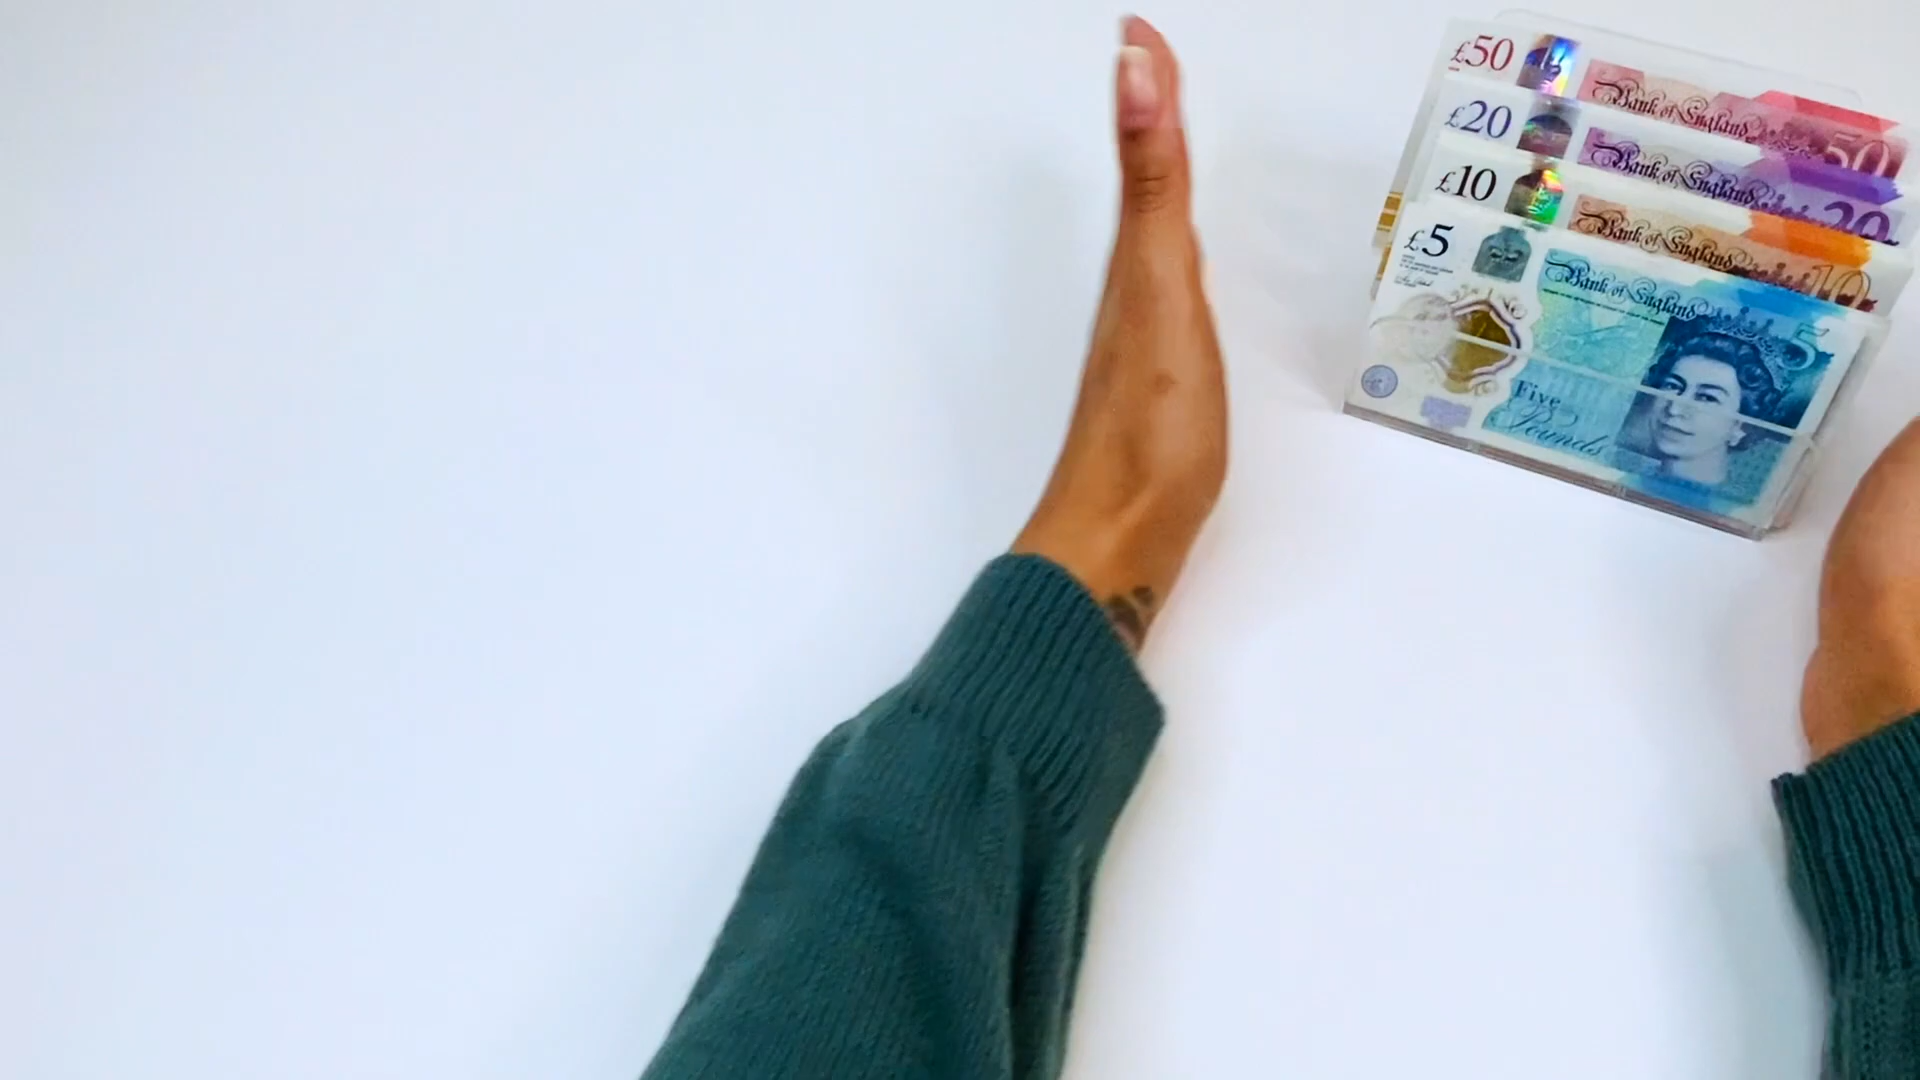 £50
Bank of England
50
£20
Bank of England
20
£10
Bank of England
10
£5
Bank of England
5
Five
Pounds